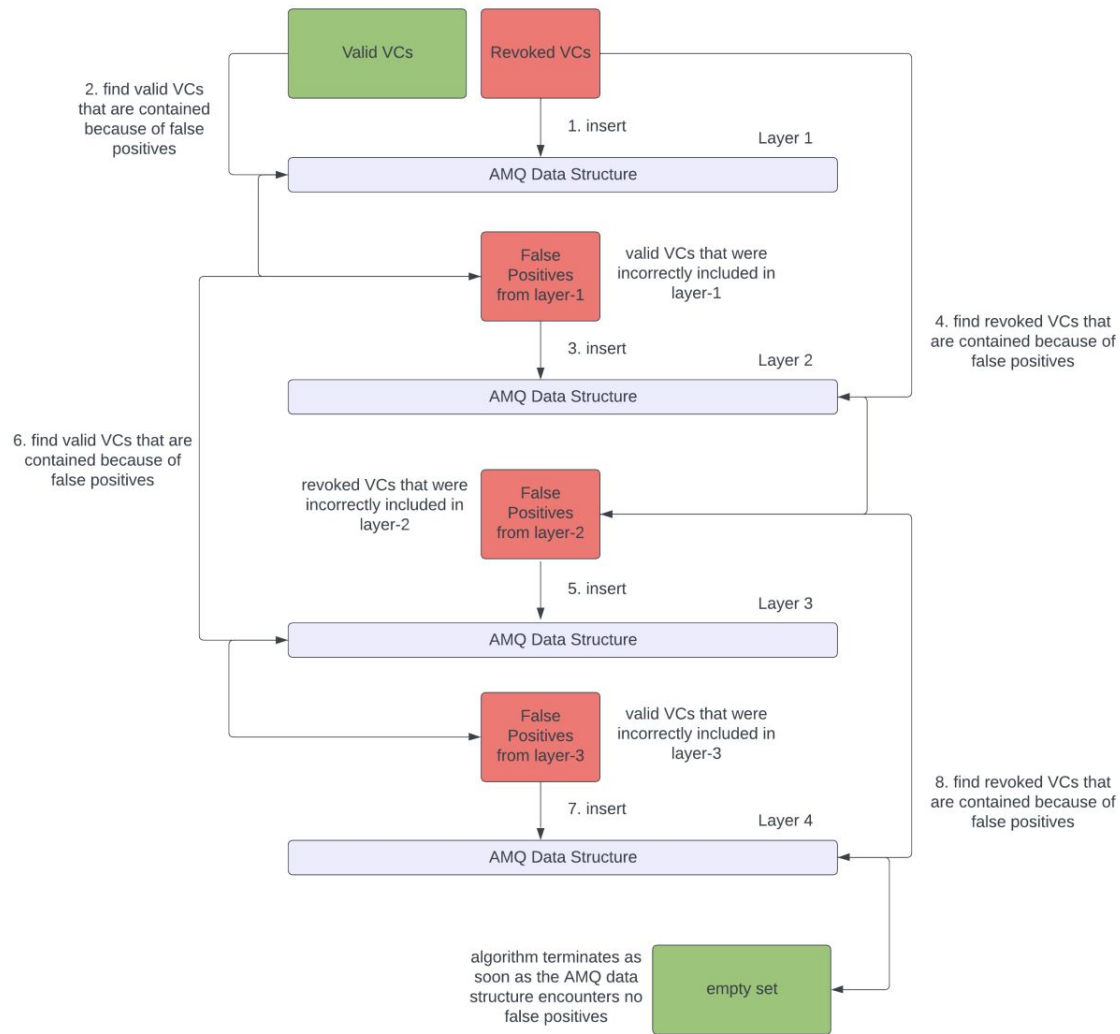 Valid VCs
Revoked VCs
2. find valid VCs
that are contained
because of false
positives
1. insert
Layer 1
AMQ Data Structure
False
Positives
from layer-1
valid VCs that were
incorrectly included in
layer-1
3. insert
4. find revoked VCs that
are contained because of
false positives
Layer 2
AMQ Data Structure
6. find valid VCs that are
contained because of
false positives
revoked VCs that were
incorrectly included in
layer-2
False
Positives
from layer-2
5. insert
Layer 3
AMQ Data Structure
False
Positives
from layer-3
valid VCs that were
incorrectly included in
layer-3
7. insert
8. find revoked VCs that
are contained because of
false positives
Layer 4
AMQ Data Structure
algorithm terminates as
soon as the AMQ data
structure encounters no
false positives
empty set